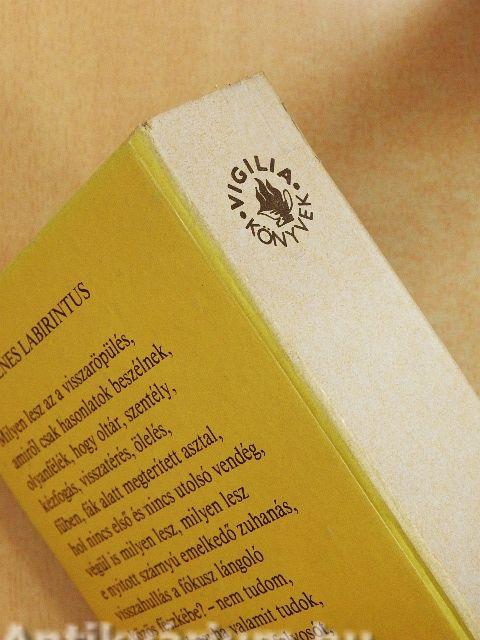 • VIGILIA •
KÖNYVEK
LABIRINTUS
Milyen lesz az a visszaröpülés,
amiről csak hasonlatok beszélnek,
olyanfélék, hogy oltár, szentély,
kézfogás, visszatérés, ölelés,
fűben, fák alatt megterített asztal,
hol nincs első és nincs utolsó vendég,
végül is milyen lesz, milyen lesz
e nyitott szárnyú emelkedő zuhanás,
visszahullás a fókusz lángoló
fészkébe? – nem tudom,
valamit tudok,